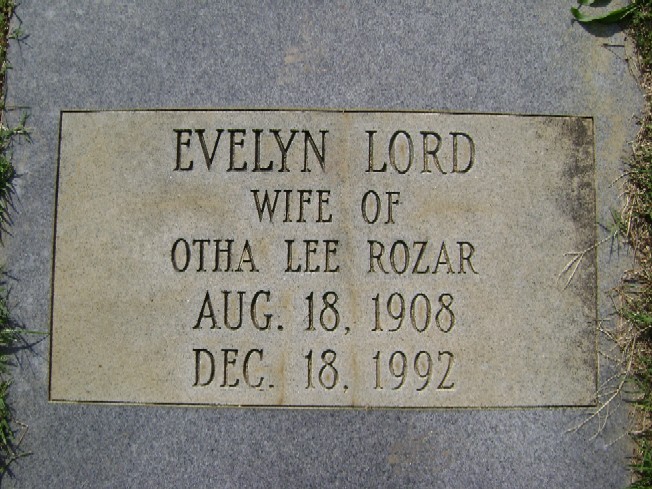 EVELYN LORD
WIFE OF
OTHA LEE ROZAR
AUG. 18, 1908
DEC. 18, 1992